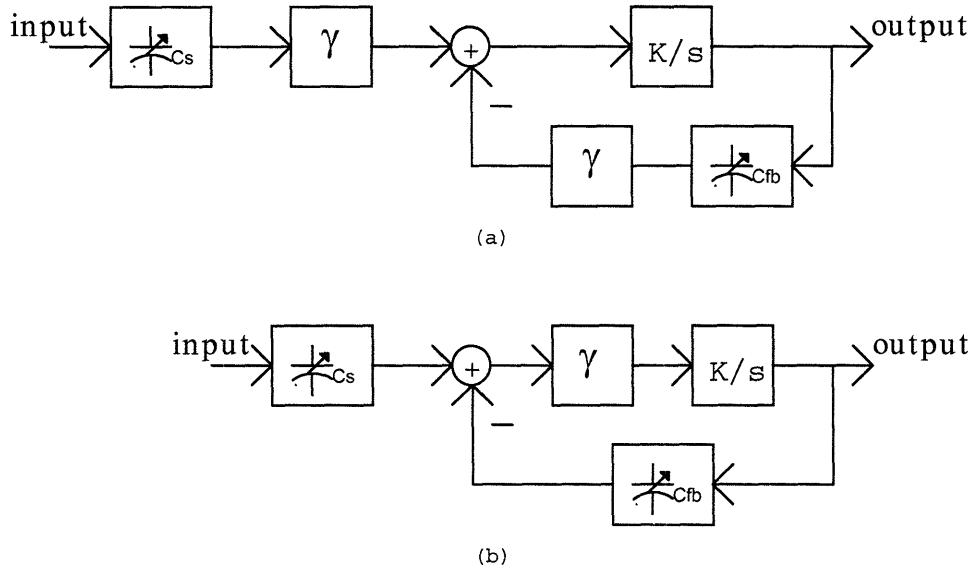 input
Cs
γ
+
K/s
output
−
γ
Cfb
(a)
input
Cs
+
γ
K/s
output
−
Cfb
(b)